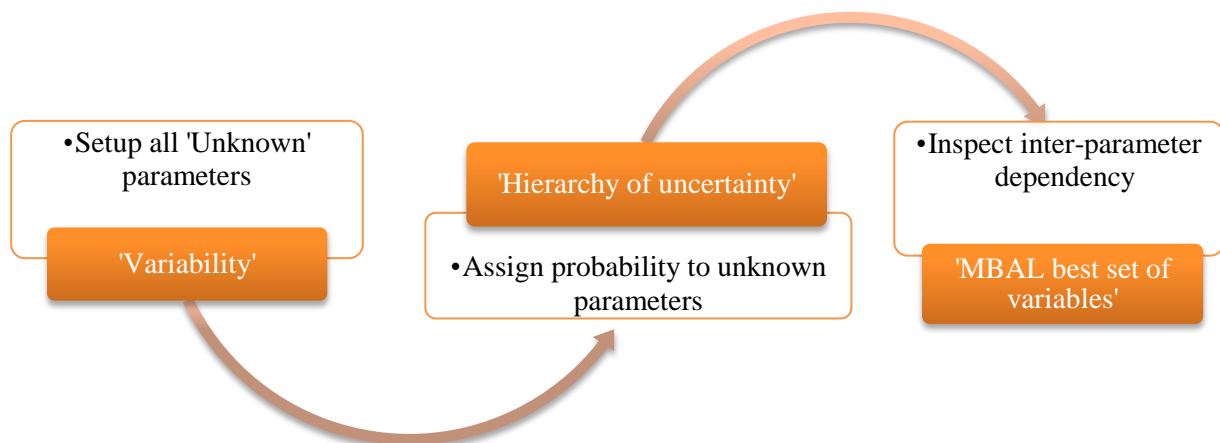 •Setup all 'Unknown'
parameters
'Variability'
'Hierarchy of uncertainty'
•Assign probability to unknown
parameters
•Inspect inter-parameter
dependency
'MBAL best set of
variables'